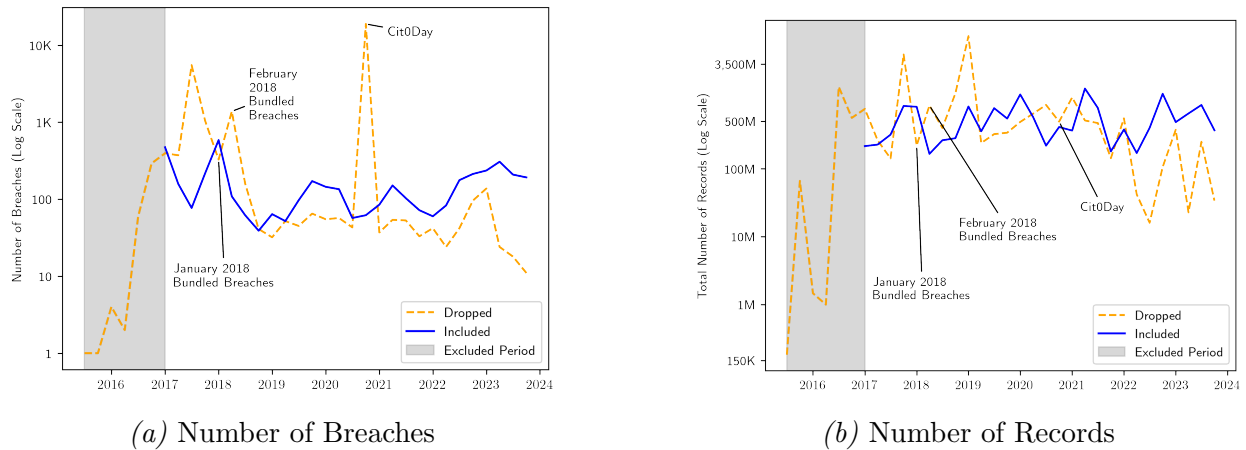 Number of Breaches (Log Scale)
10K
1K
100
10
1
Cit0Day
February
2018
Bundled
Breaches
January 2018
Bundled Breaches
Dropped
Included
Excluded Period
2016 2017 2018 2019 2020 2021 2022 2023 2024
(a) Number of Breaches
Total Number of Records (Log Scale)
3,500M
500M
100M
10M
1M
150K
Cit0Day
February 2018
Bundled Breaches
January 2018
Bundled Breaches
Dropped
Included
Excluded Period
2016 2017 2018 2019 2020 2021 2022 2023 2024
(b) Number of Records